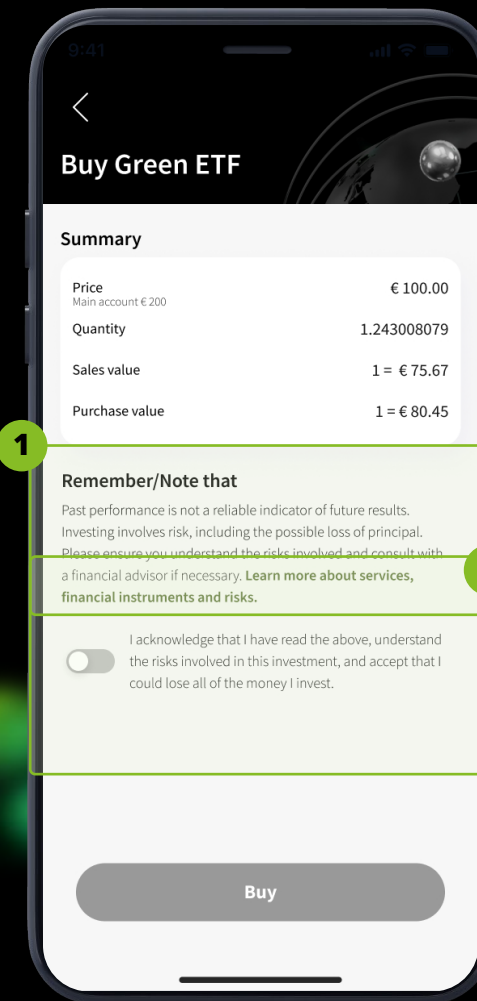 9:41
Buy Green ETF
Summary
Price
€ 100.00
Main account € 200
Quantity
1.243008079
Sales value
1 = € 75.67
Purchase value
1 = € 80.45
1
Remember/Note that
Past performance is not a reliable indicator of future results.
Investing involves risk, including the possible loss of principal.
Please ensure you understand the risks involved and consult with
a financial advisor if necessary. Learn more about services,
financial instruments and risks.
I acknowledge that I have read the above, understand
the risks involved in this investment, and accept that I
could lose all of the money I invest.
Buy